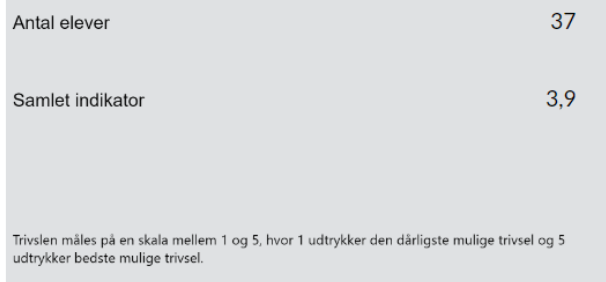 Antal elever 37
Samlet indikator 3,9
Trivslen måles på en skala mellem 1 og 5, hvor 1 udtrykker den dårligste mulige trivsel og 5
udtrykker bedste mulige trivsel.